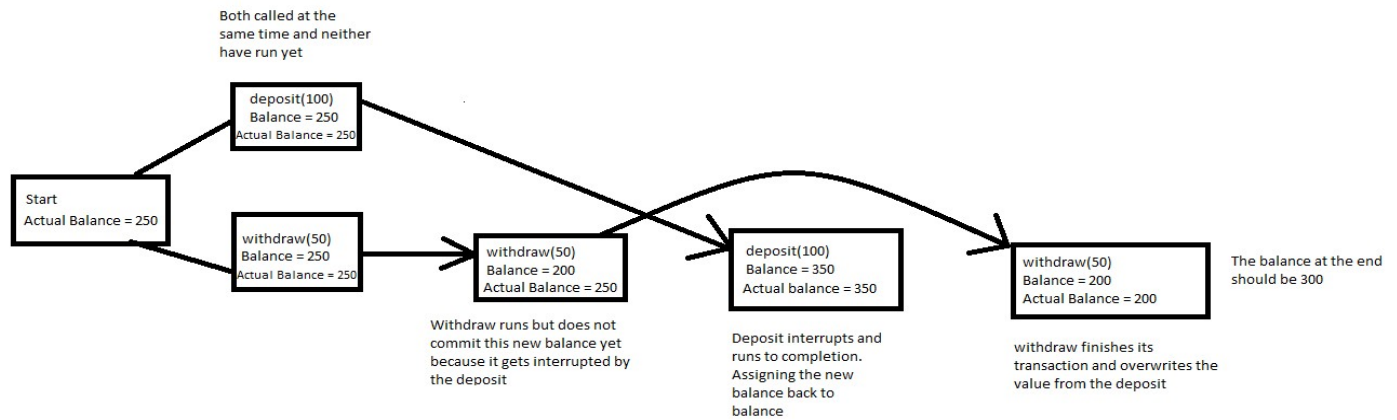 Both called at the
same time and neither
have run yet
deposit(100)
Balance = 250
Actual Balance = 250
Start
Actual Balance = 250
withdraw(50)
Balance = 250
Actual Balance = 250
withdraw(50)
Balance = 200
Actual Balance = 250
Withdraw runs but does not
commit this new balance yet
because it gets interrupted by
the deposit
deposit(100)
Balance = 350
Actual balance = 350
Deposit interrupts and
runs to completion.
Assigning the new
balance back to
balance
withdraw(50)
Balance = 200
Actual Balance = 200
withdraw finishes its
transaction and overwrites the
value from the deposit
The balance at the end
should be 300